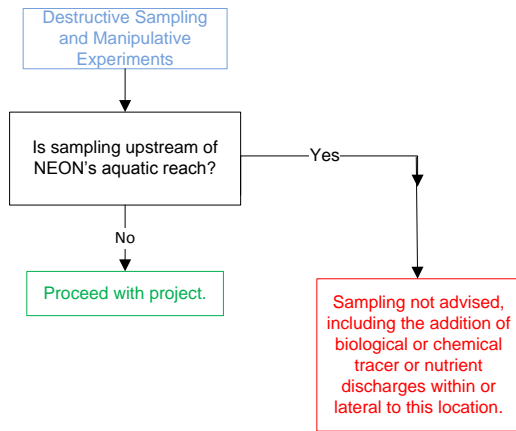 Destructive Sampling
and Manipulative
Experiments
Is sampling upstream of
NEON's aquatic reach?
Yes
No
Proceed with project.
Sampling not advised,
including the addition of
biological or chemical
tracer or nutrient
discharges within or
lateral to this location.